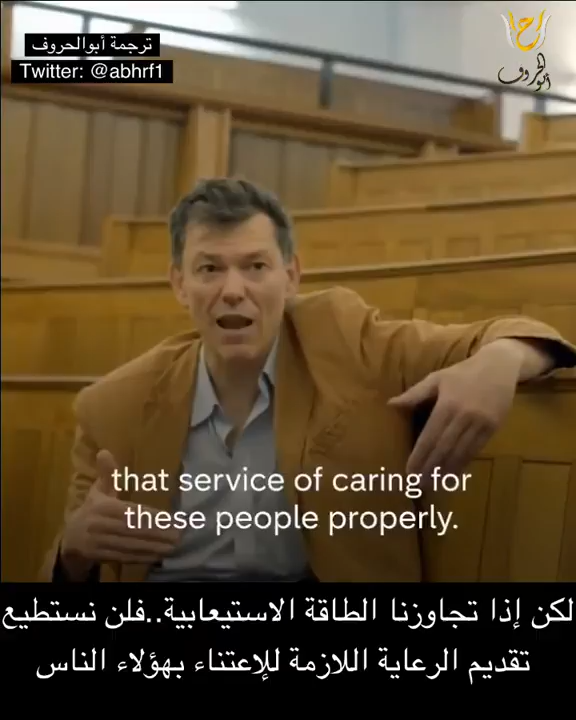 ترجمة أبوالحروف
Twitter: @abhrf1
أبو الحروف
that service of caring for
these people properly.
لكن إذا تجاوزنا الطاقة الاستيعابية..فلن نستطيع
تقديم الرعاية اللازمة للإعتناء بهؤلاء الناس